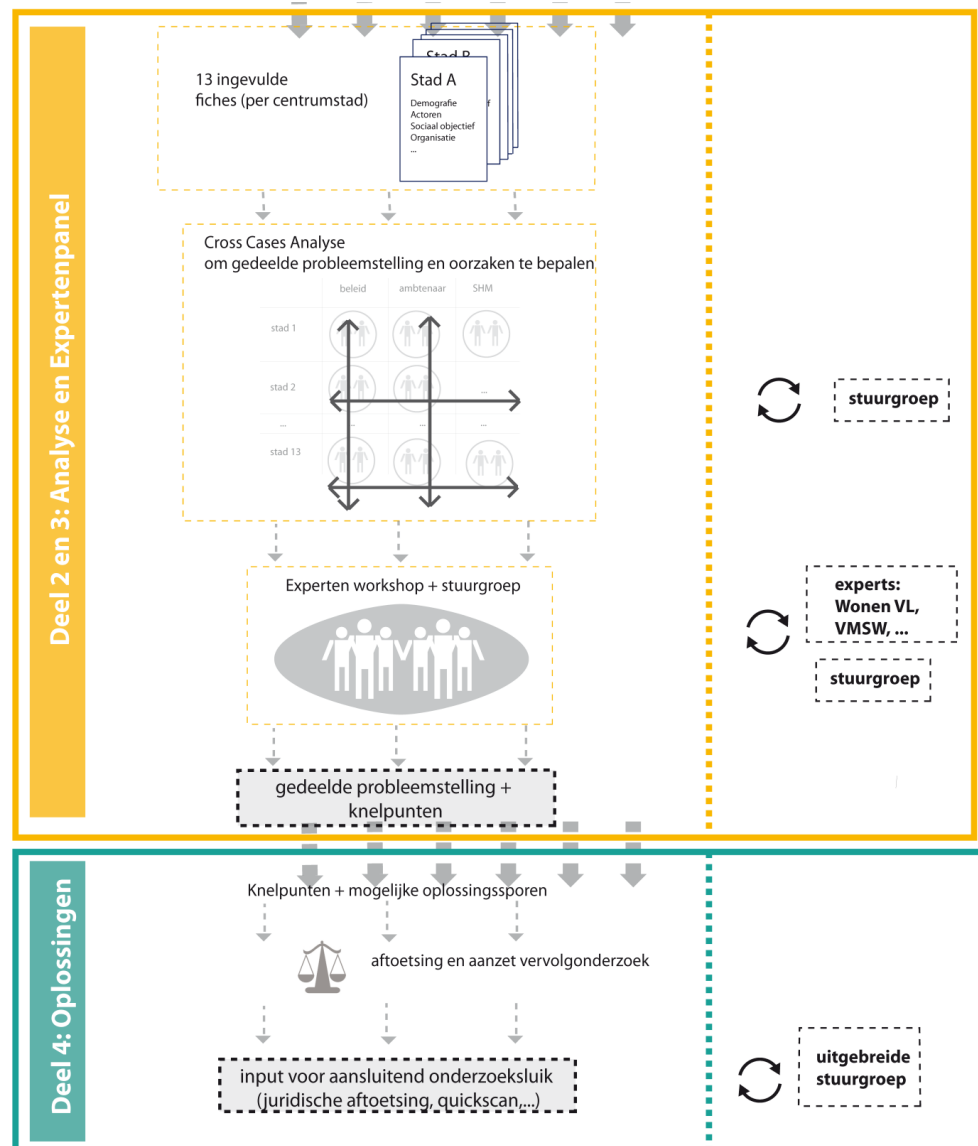 Deel 2 en 3: Analyse en Expertenpanel
13 ingevulde
fiches (per centrumstad)
Stad B
Stad A
Demografie
Actoren
Sociaal objectief
Organisatie
...
Cross Cases Analyse
om gedeelde probleemstelling en oorzaken te bepalen
beleid ambtenaar SHM
stad 1
stad 2 ...
... ... ...
stad 13
stuurgroep
Experten workshop + stuurgroep
experts:
Wonen VL,
VMSW, ...
stuurgroep
gedeelde probleemstelling +
knelpunten
Deel 4: Oplossingen
Knelpunten + mogelijke oplossingssporen
aftoetsing en aanzet vervolgonderzoek
input voor aansluitend onderzoeksluik
(juridische aftoetsing, quickscan,...)
uitgebreide
stuurgroep